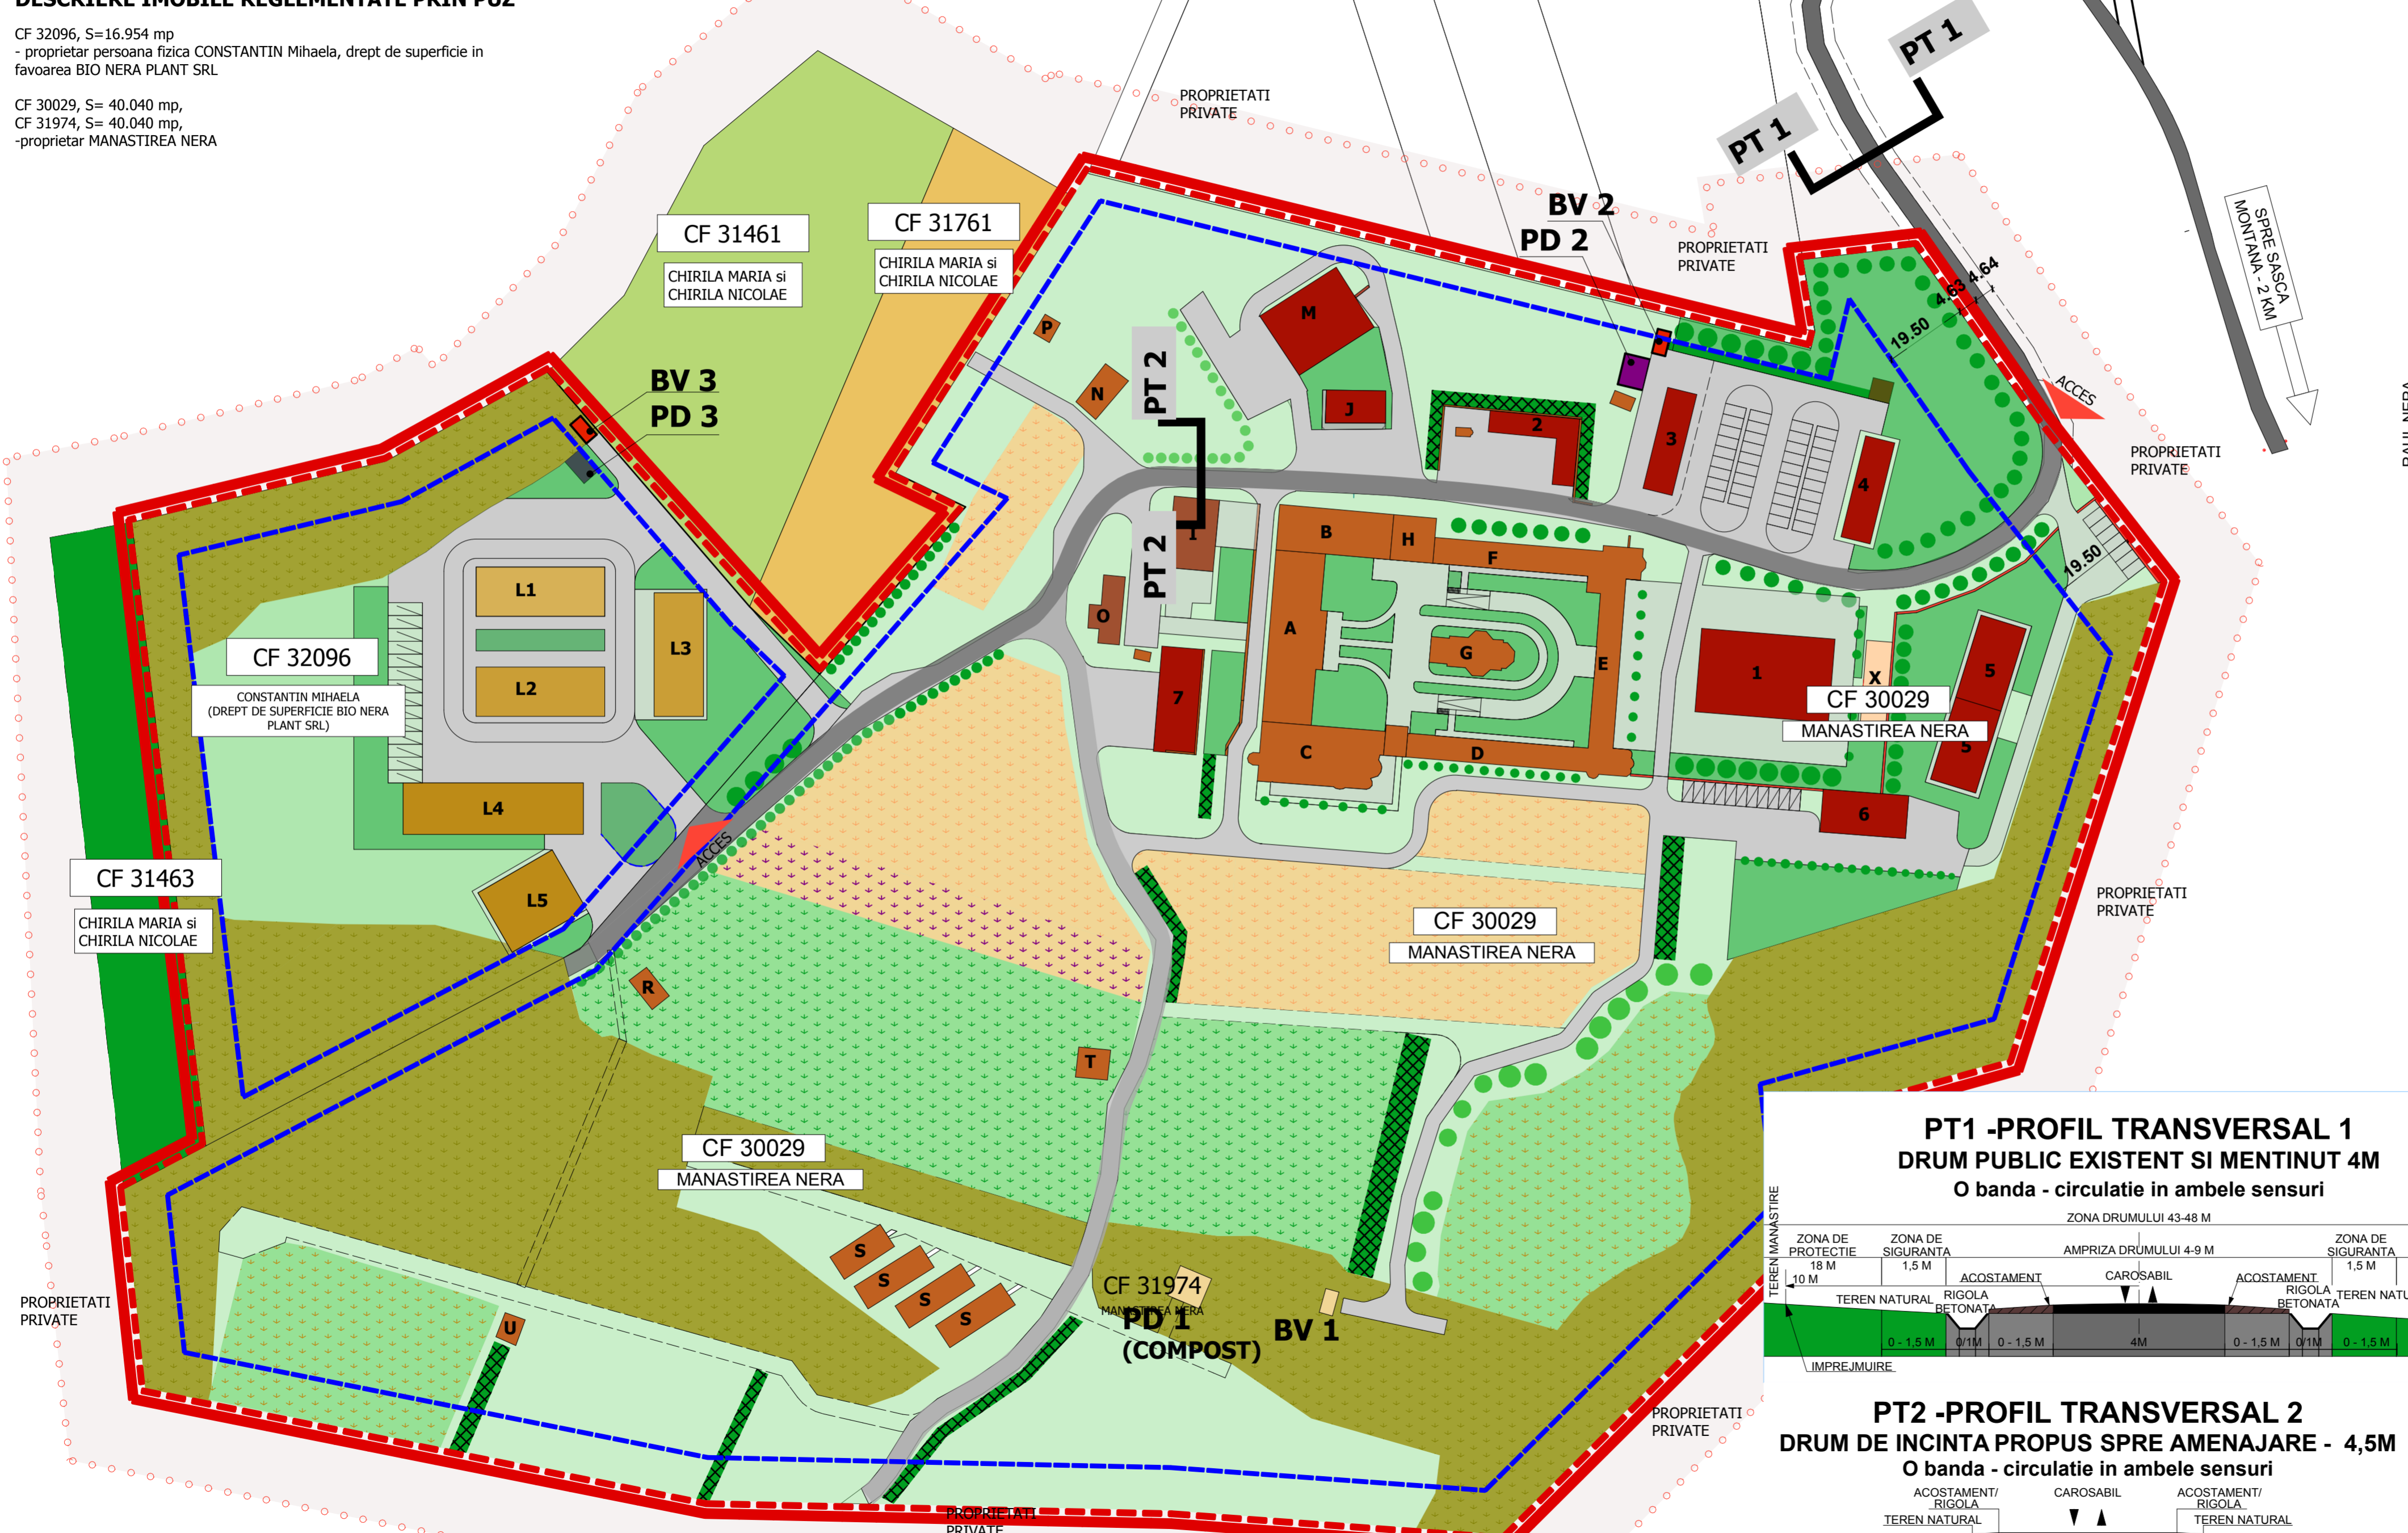 DESCRIERE IMOBILE REGLEMENTATE PRIN PUZ
CF 32096, S=16.954 mp
- proprietar persoana fizica CONSTANTIN Mihaela, drept de superficie in
favoarea BIO NERA PLANT SRL
CF 30029, S= 40.040 mp,
CF 31974, S= 40.040 mp,
-proprietar MANASTIREA NERA
PT 1
PT 1
PROPRIETATI
PRIVATE
CF 31461
CHIRILA MARIA si
CHIRILA NICOLAE
CF 31761
CHIRILA MARIA si
CHIRILA NICOLAE
BV 2
PD 2
PROPRIETATI
PRIVATE
SPRE SASCA
MONTANA - 2 KM
4.63
4.64
19.50
ACCES
PROPRIETATI
PRIVATE
BV 3
PD 3
P
N
M
J
2
3
4
PT 2
PT 2
I
B
H
F
O
A
G
E
7
C
D
1
X
5
5
6
19.50
CF 30029
MANASTIREA NERA
L1
L2
L3
L4
L5
CF 32096
CONSTANTIN MIHAELA
(DREPT DE SUPERFICIE BIO NERA
PLANT SRL)
ACCES
CF 31463
CHIRILA MARIA si
CHIRILA NICOLAE
CF 30029
MANASTIREA NERA
PROPRIETATI
PRIVATE
R
T
CF 30029
MANASTIREA NERA
S
S
S
S
U
CF 31974
MANASTIREA NERA
PD 1
(COMPOST)
BV 1
PROPRIETATI
PRIVATE
PROPRIETATI
PRIVATE
PROPRIETATI
PRIVATE
PT1 -PROFIL TRANSVERSAL 1
DRUM PUBLIC EXISTENT SI MENTINUT 4M
O banda - circulatie in ambele sensuri
TEREN MANASTIRE
ZONA DRUMULUI 43-48 M
ZONA DE
PROTECTIE
18 M
ZONA DE
SIGURANTA
1,5 M
AMPRIZA DRUMULUI 4-9 M
ZONA DE
SIGURANTA
1,5 M
10 M
ACOSTAMENT
CAROSABIL
ACOSTAMENT
TEREN NATURAL
RIGOLA
BETONATA
RIGOLA
BETONATA
0 - 1,5 M
0/1M
0 - 1,5 M
4M
0 - 1,5 M
0/1M
0 - 1,5 M
IMPREJMUIRE
PT2 -PROFIL TRANSVERSAL 2
DRUM DE INCINTA PROPUS SPRE AMENAJARE - 4,5M
O banda - circulatie in ambele sensuri
ACOSTAMENT/
RIGOLA
CAROSABIL
ACOSTAMENT/
RIGOLA
TEREN NATURAL
TEREN NATURAL